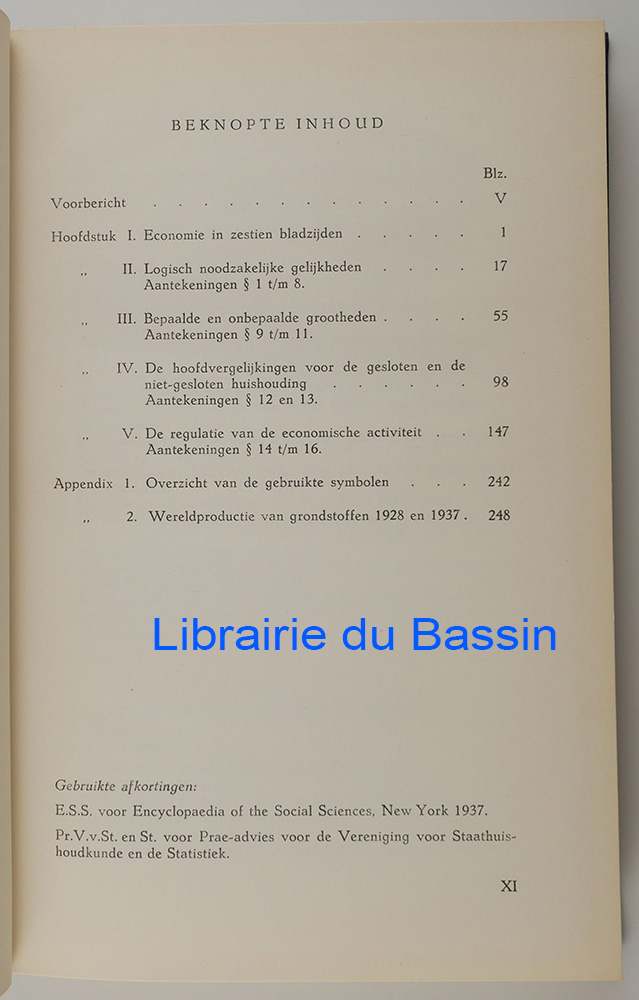 BEKNOPTE INHOUD
Blz.
Voorbericht . . . . . . . . . . . . . V
Hoofdstuk I. Economie in zestien bladzijden . . . . . 1
„ II. Logisch noodzakelijke gelijkheden . . . . 17
Aantekeningen § 1 t/m 8.
„ III. Bepaalde en onbepaalde grootheden . . . . 55
Aantekeningen § 9 t/m 11.
„ IV. De hoofdvergelijkingen voor de gesloten en de
niet-gesloten huishouding . . . . . . 98
Aantekeningen § 12 en 13.
„ V. De regulatie van de economische activiteit . . 147
Aantekeningen § 14 t/m 16.
Appendix 1. Overzicht van de gebruikte symbolen . . . 242
„ 2. Wereldproductie van grondstoffen 1928 en 1937 . 248
Librairie du Bassin
Gebruikte afkortingen:
E.S.S. voor Encyclopaedia of the Social Sciences, New York 1937.
Pr.V.v.St. en St. voor Prae-advies voor de Vereniging voor Staathuis-
houdkunde en de Statistiek.
XI